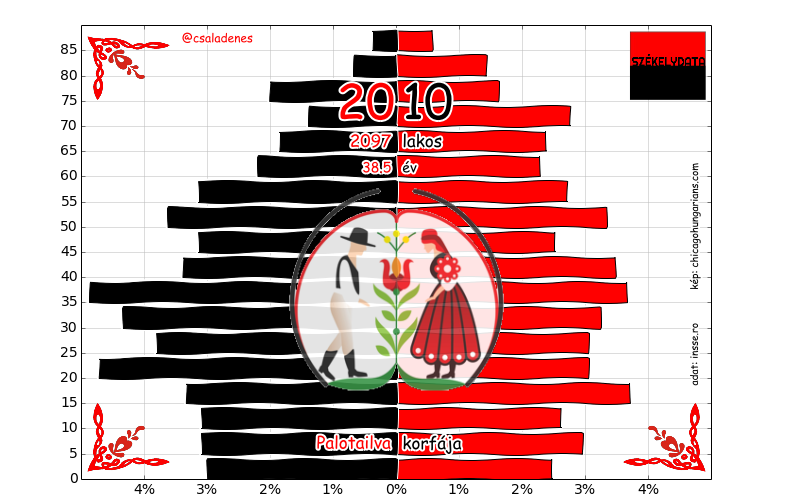 @csaladenes
SZÉKELYDATA
2010
2097 lakos
38.5 év
Palotailva korfája
kép: chicagohungarians.com
adat: insse.ro
85
80
75
70
65
60
55
50
45
40
35
30
25
20
15
10
5
0
4% 3% 2% 1% 0% 1% 2% 3% 4%